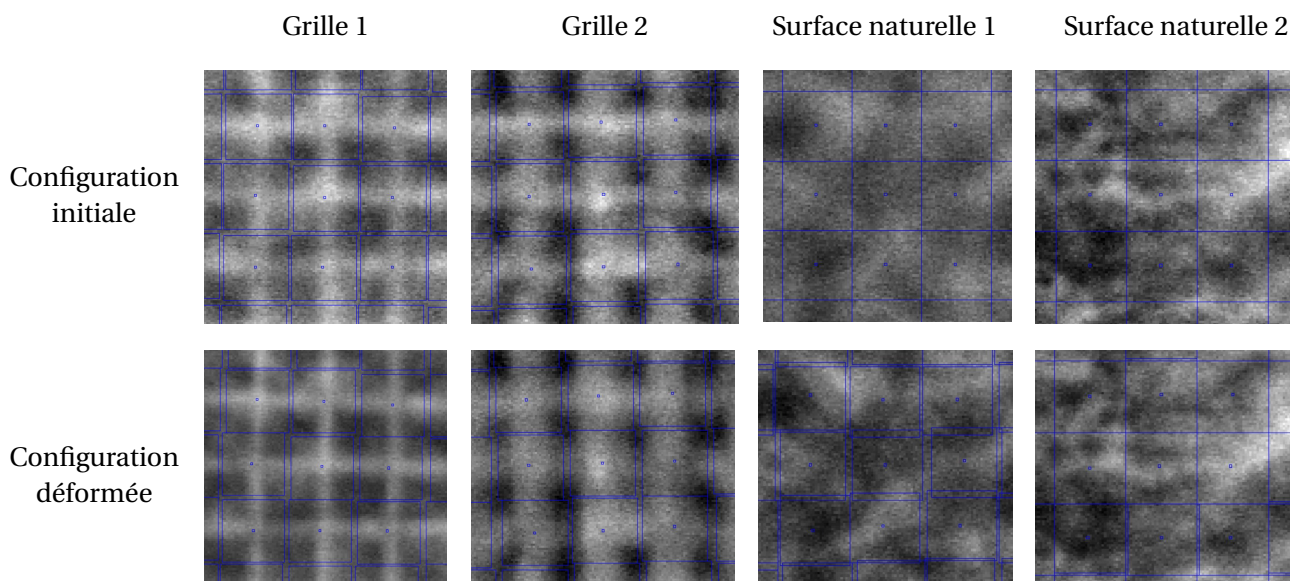 Grille 1
Grille 2
Surface naturelle 1
Surface naturelle 2
Configuration
initiale
Configuration
déformée